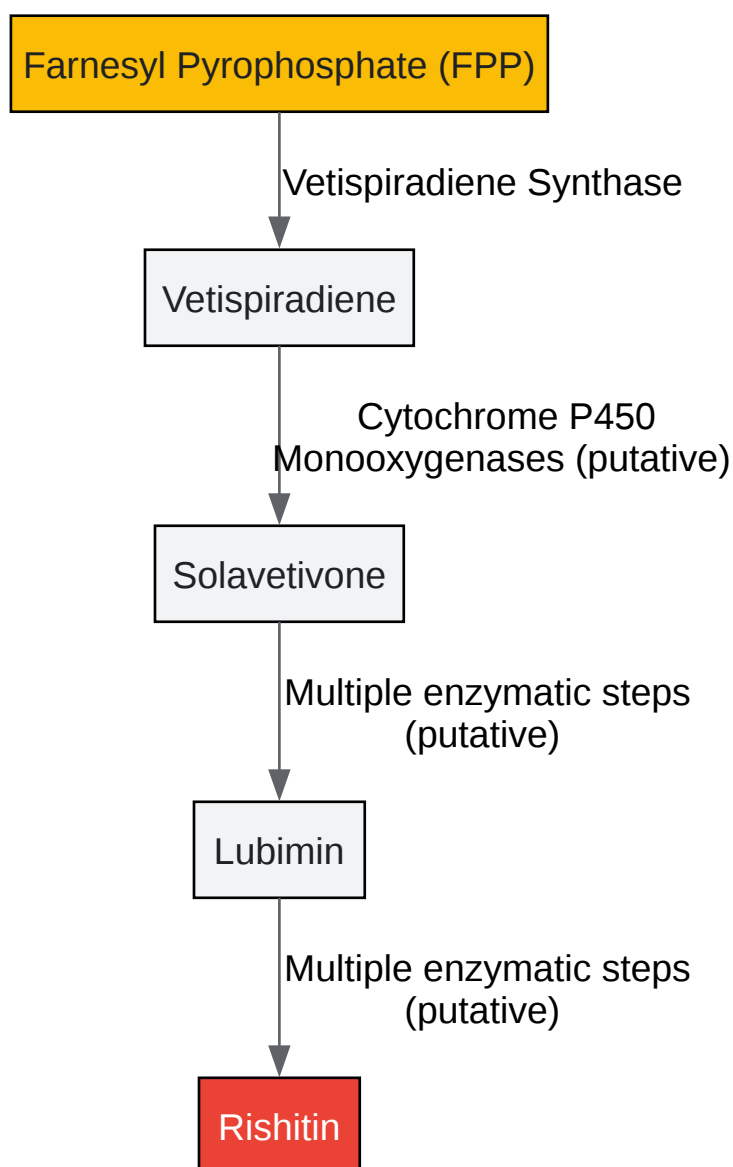 Farnesyl Pyrophosphate (FPP)
Vetispiradiene Synthase
Vetispiradiene
Cytochrome P450
Monooxygenases (putative)
Solavetivone
Multiple enzymatic steps
(putative)
Lubimin
Multiple enzymatic steps
(putative)
Rishitin